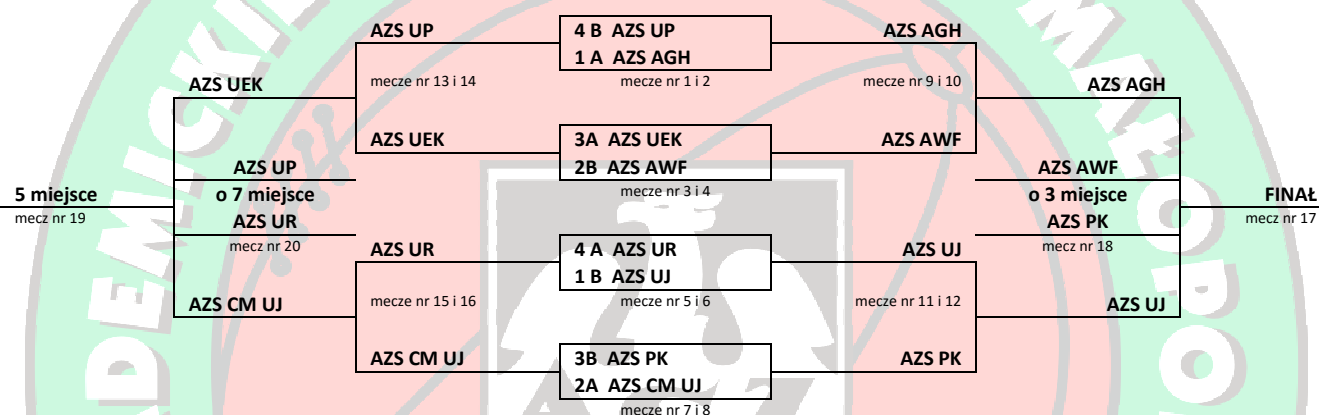 AZS UP
4 B AZS UP
AZS AGH
1 A AZS AGH
AZS UEK
mecze nr 13 i 14
mecze nr 1 i 2
mecze nr 9 i 10
AZS AGH
AZS UEK
3A AZS UEK
AZS AWF
AZS UP
2B AZS AWF
AZS AWF
5 miejsce
o 7 miejsce
mecze nr 3 i 4
o 3 miejsce
FINAŁ
mecz nr 19
AZS UR
AZS PK
mecz nr 17
mecz nr 20
AZS UR
4 A AZS UR
AZS UJ
mecz nr 18
1 B AZS UJ
AZS CM UJ
mecze nr 15 i 16
mecze nr 5 i 6
mecze nr 11 i 12
AZS UJ
AZS CM UJ
3B AZS PK
AZS PK
2A AZS CM UJ
mecze nr 7 i 8